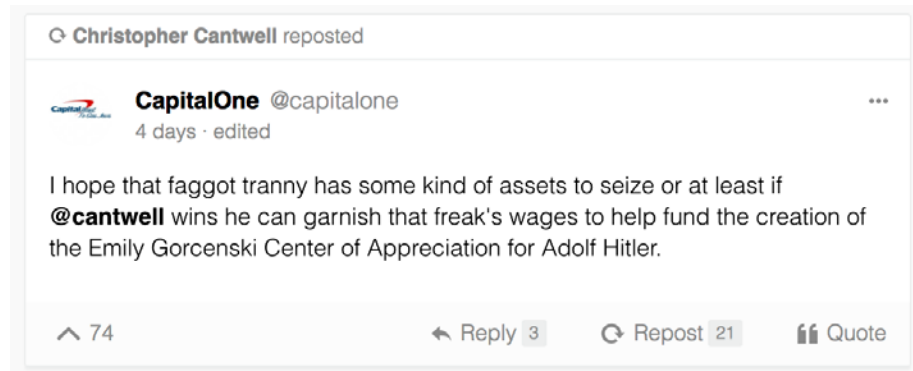 Christopher Cantwell reposted
CapitalOne @capitalone
4 days · edited
I hope that faggot tranny has some kind of assets to seize or at least if
@cantwell wins he can garnish that freak's wages to help fund the creation of
the Emily Gorcenski Center of Appreciation for Adolf Hitler.
74 Reply 3 Repost 21 Quote